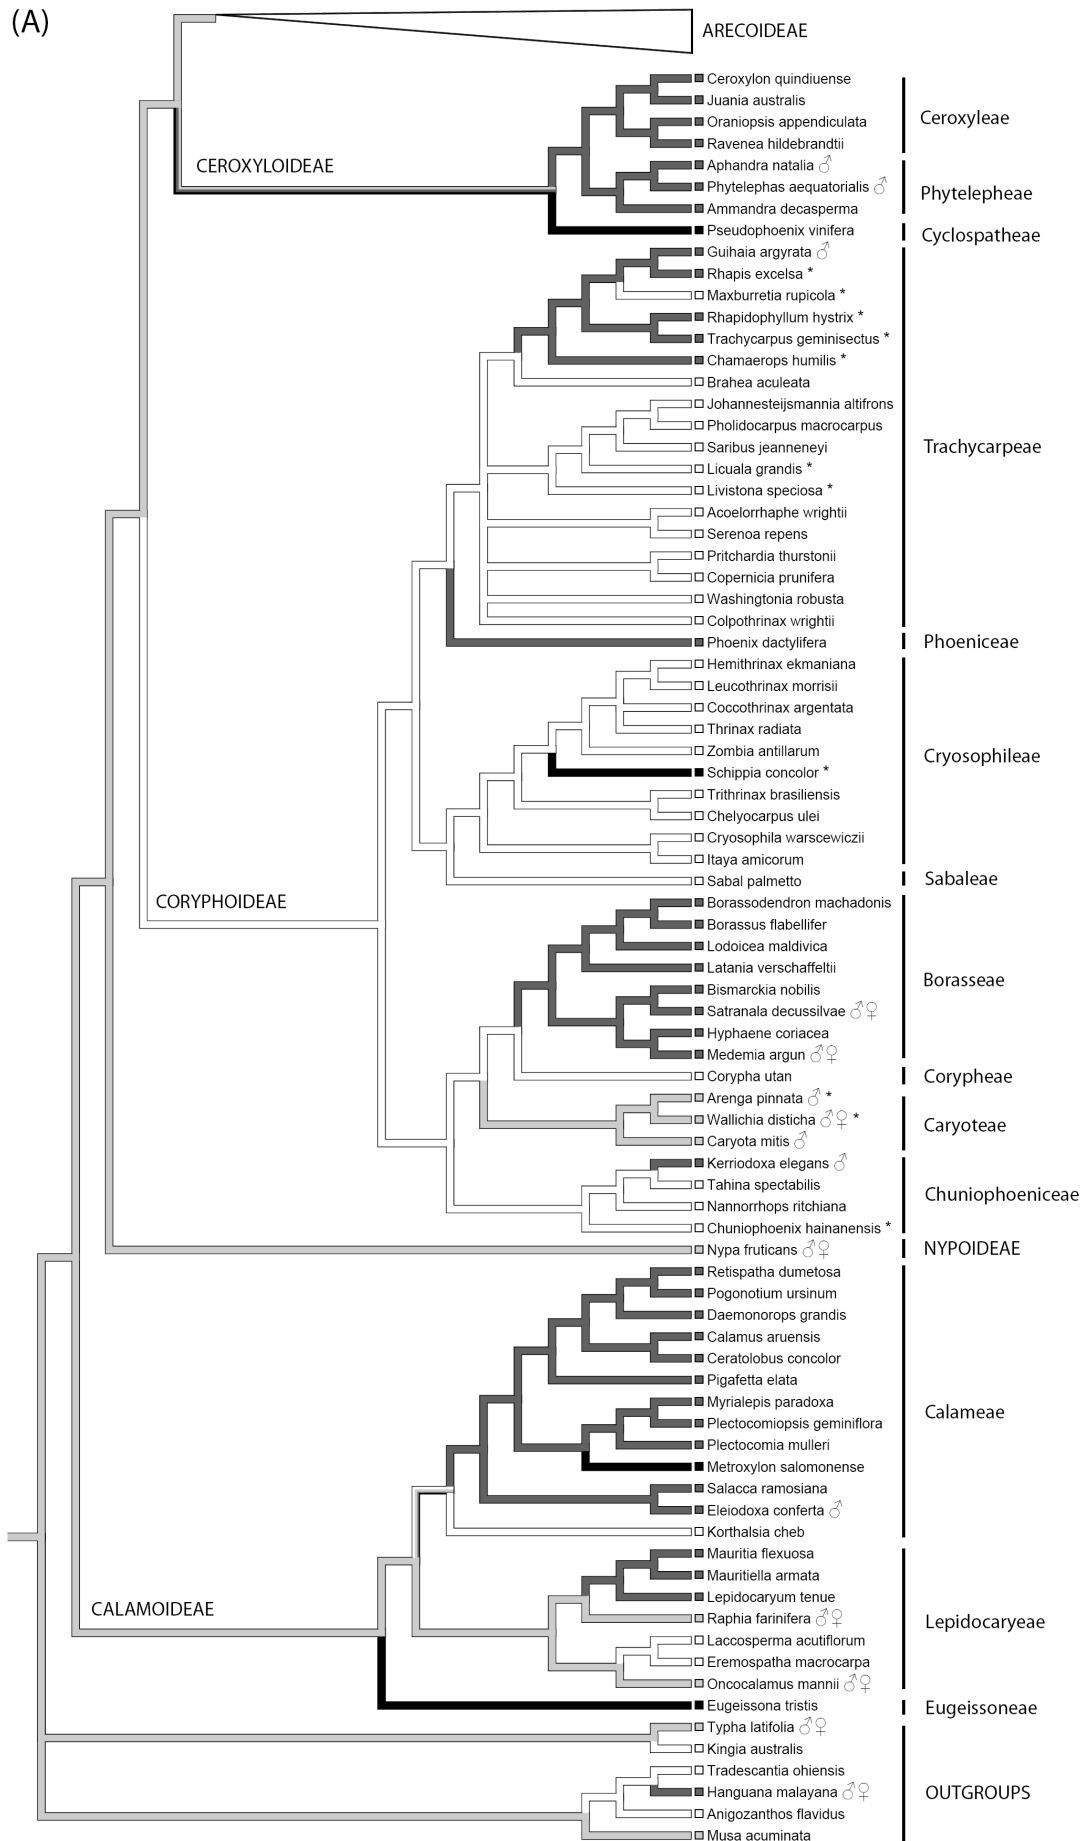 (A)
ARECOIDEAE
Ceroxylon quindiuense
Juania australis
Ceroxyleae
Oraniopsis appendiculata
Ravenea hildebrandtii
CEROXYLOIDEAE
Aphandra natalia ♂
Phytelephas aequatorialis ♂
Phytelepheae
Ammandra decasperma
Pseudophoenix vinifera
Cyclospatheae
Guihaia argyrata ♂
Rhapis excelsa *
Maxburretia rupicola *
Rhapidophyllum hystrix *
Trachycarpus geminisectus *
Chamaerops humilis *
Brahea aculeata
Johannesteijsmannia altifrons
Pholidocarpus macrocarpus
Saribus jeanneneyi
Trachycarpeae
Licuala grandis *
Livistona speciosa *
Acoelorrhaphe wrightii
Serenoa repens
Pritchardia thurstonii
Copernicia prunifera
Washingtonia robusta
Colpothrinax wrightii
Phoenix dactylifera
Phoeniceae
Hemithrinax ekmaniana
Leucothrinax morrisii
Coccothrinax argentata
Thrinax radiata
Zombia antillarum
Cryosophileae
Schippia concolor *
Trithrinax brasiliensis
Chelyocarpus ulei
Cryosophila warscewiczii
Itaya amicorum
Sabal palmetto
Sabaleae
CORYPHOIDEAE
Borassodendron machadonis
Borassus flabellifer
Lodoicea maldivica
Latania verschaffeltii
Borasseae
Bismarckia nobilis
Satranala decussilvae ♂♀
Hyphaene coriacea
Medemia argun ♂♀
Corypha utan
Corypheae
Arenga pinnata ♂ *
Wallichia disticha ♂♀ *
Caryoteae
Caryota mitis ♂
Kerriodoxa elegans ♂
Tahina spectabilis
Chuniophoeniceae
Nannorrhops ritchiana
Chuniophoenix hainanensis *
Nypa fruticans ♂♀
NYPOIDEAE
Retispatha dumetosa
Pogonotium ursinum
Daemonorops grandis
Calamus aruensis
Ceratolobus concolor
Pigafetta elata
Myrialepis paradoxa
Calameae
Plectocomiopsis geminiflora
Plectocomia mulleri
Metroxylon salomonense
Salacca ramosiana
Eleiodoxa conferta ♂
Korthalsia cheb
Mauritia flexuosa
Mauritiella armata
Lepidocaryum tenue
CALAMOIDEAE
Raphia farinifera ♂♀
Lepidocaryeae
Laccosperma acutiflorum
Eremospatha macrocarpa
Oncocalamus mannii ♂♀
Eugeissona tristis
Eugeissoneae
Typha latifolia ♂♀
Kingia australis
Tradescantia ohiensis
Hanguana malayana ♂♀
OUTGROUPS
Anigozanthos flavidus
Musa acuminata